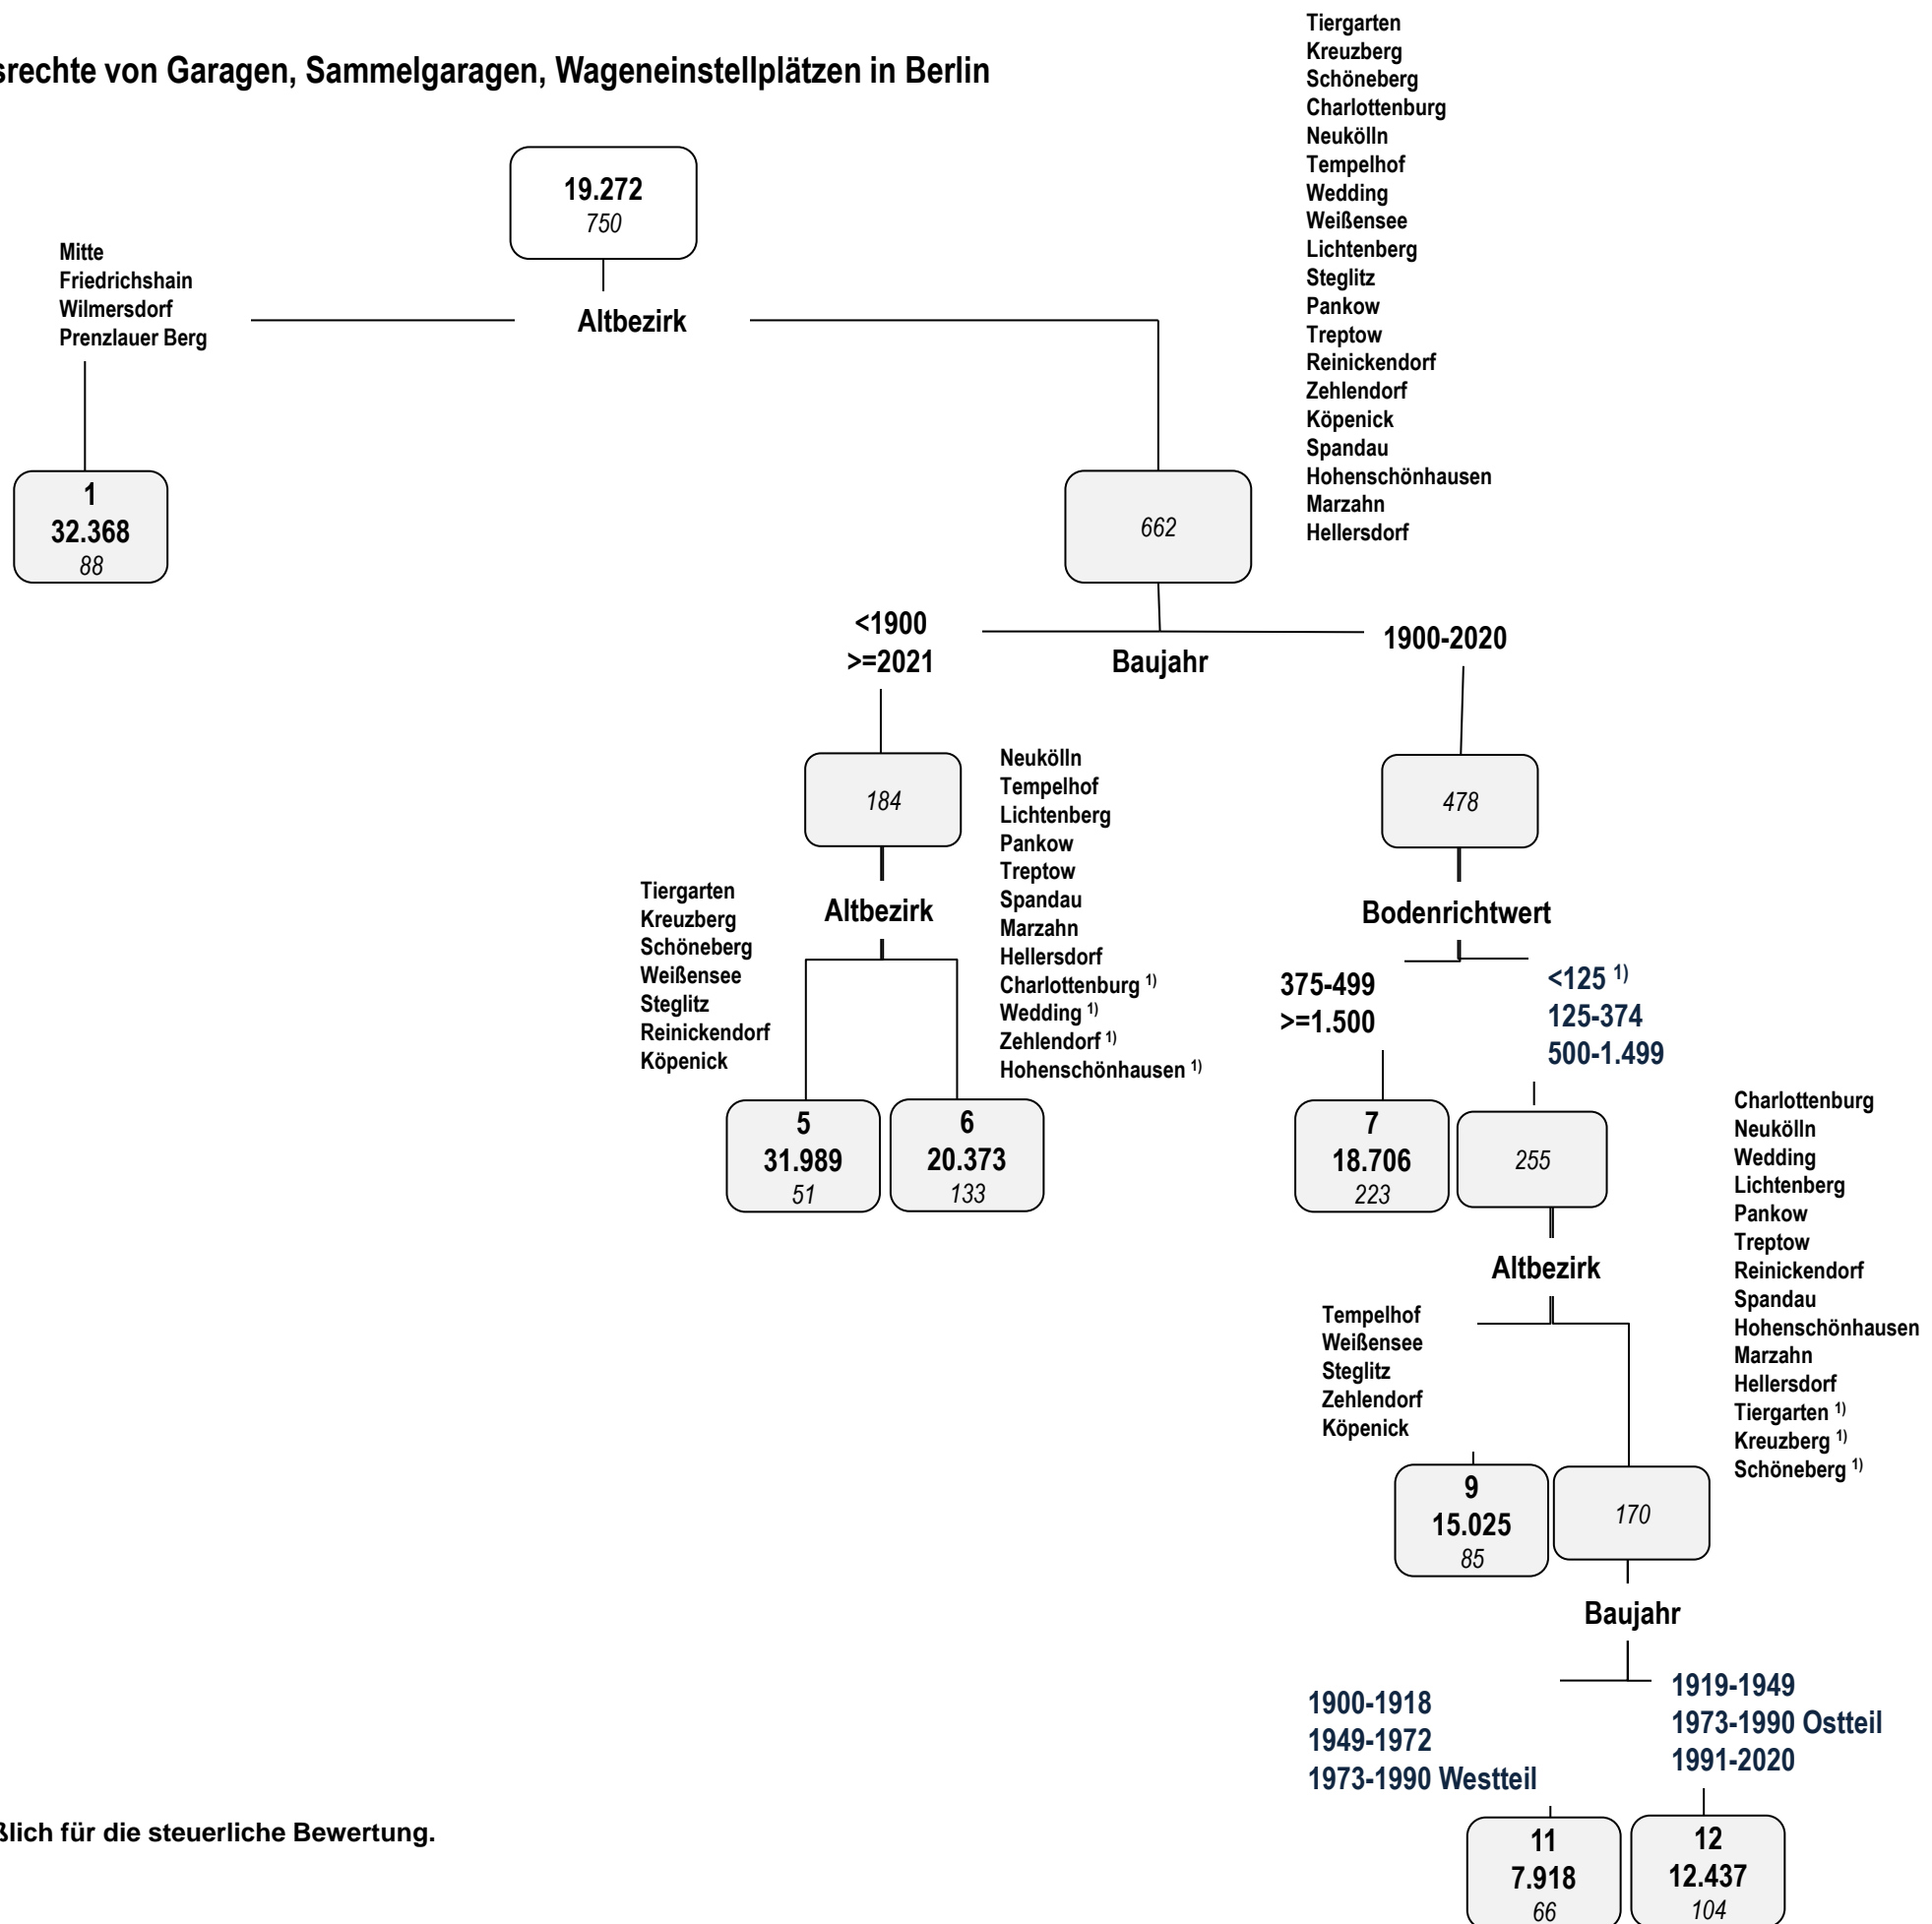 srechte von Garagen, Sammelgaragen, Wageneinstellplätzen in Berlin
Tiergarten
Kreuzberg
Schöneberg
Charlottenburg
Neukölln
Tempelhof
Wedding
Weißensee
Lichtenberg
Steglitz
Pankow
Treptow
Reinickendorf
Zehlendorf
Köpenick
Spandau
Hohenschönhausen
Marzahn
Hellersdorf
19.272
750
Mitte
Friedrichshain
Wilmersdorf
Prenzlauer Berg
Altbezirk
1
32.368
88
662
<1900
>=2021
Baujahr
1900-2020
184
478
Neukölln
Tempelhof
Lichtenberg
Pankow
Treptow
Spandau
Marzahn
Hellersdorf
Charlottenburg 1)
Wedding 1)
Zehlendorf 1)
Hohenschönhausen 1)
Tiergarten
Kreuzberg
Schöneberg
Weißensee
Steglitz
Reinickendorf
Köpenick
Altbezirk
Bodenrichtwert
375-499
>=1.500
<125 1)
125-374
500-1.499
5
31.989
51
6
20.373
133
7
18.706
223
255
Charlottenburg
Neukölln
Wedding
Lichtenberg
Pankow
Treptow
Reinickendorf
Spandau
Hohenschönhausen
Marzahn
Hellersdorf
Tiergarten 1)
Kreuzberg 1)
Schöneberg 1)
Altbezirk
Tempelhof
Weißensee
Steglitz
Zehlendorf
Köpenick
9
15.025
85
170
Baujahr
1900-1918
1949-1972
1973-1990 Westteil
1919-1949
1973-1990 Ostteil
1991-2020
11
7.918
66
12
12.437
104
ßlich für die steuerliche Bewertung.